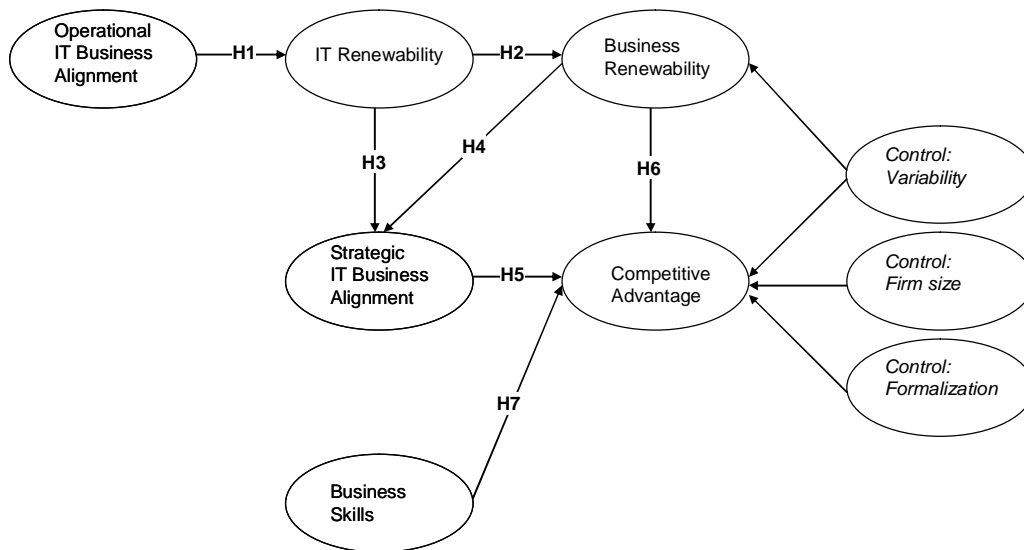 Operational
IT Business
Alignment
H1
IT Renewability
H2
Business
Renewability
H3
H4
H6
Control:
Variability
Strategic
IT Business
Alignment
H5
Competitive
Advantage
Control:
Firm size
Control:
Formalization
H7
Business
Skills